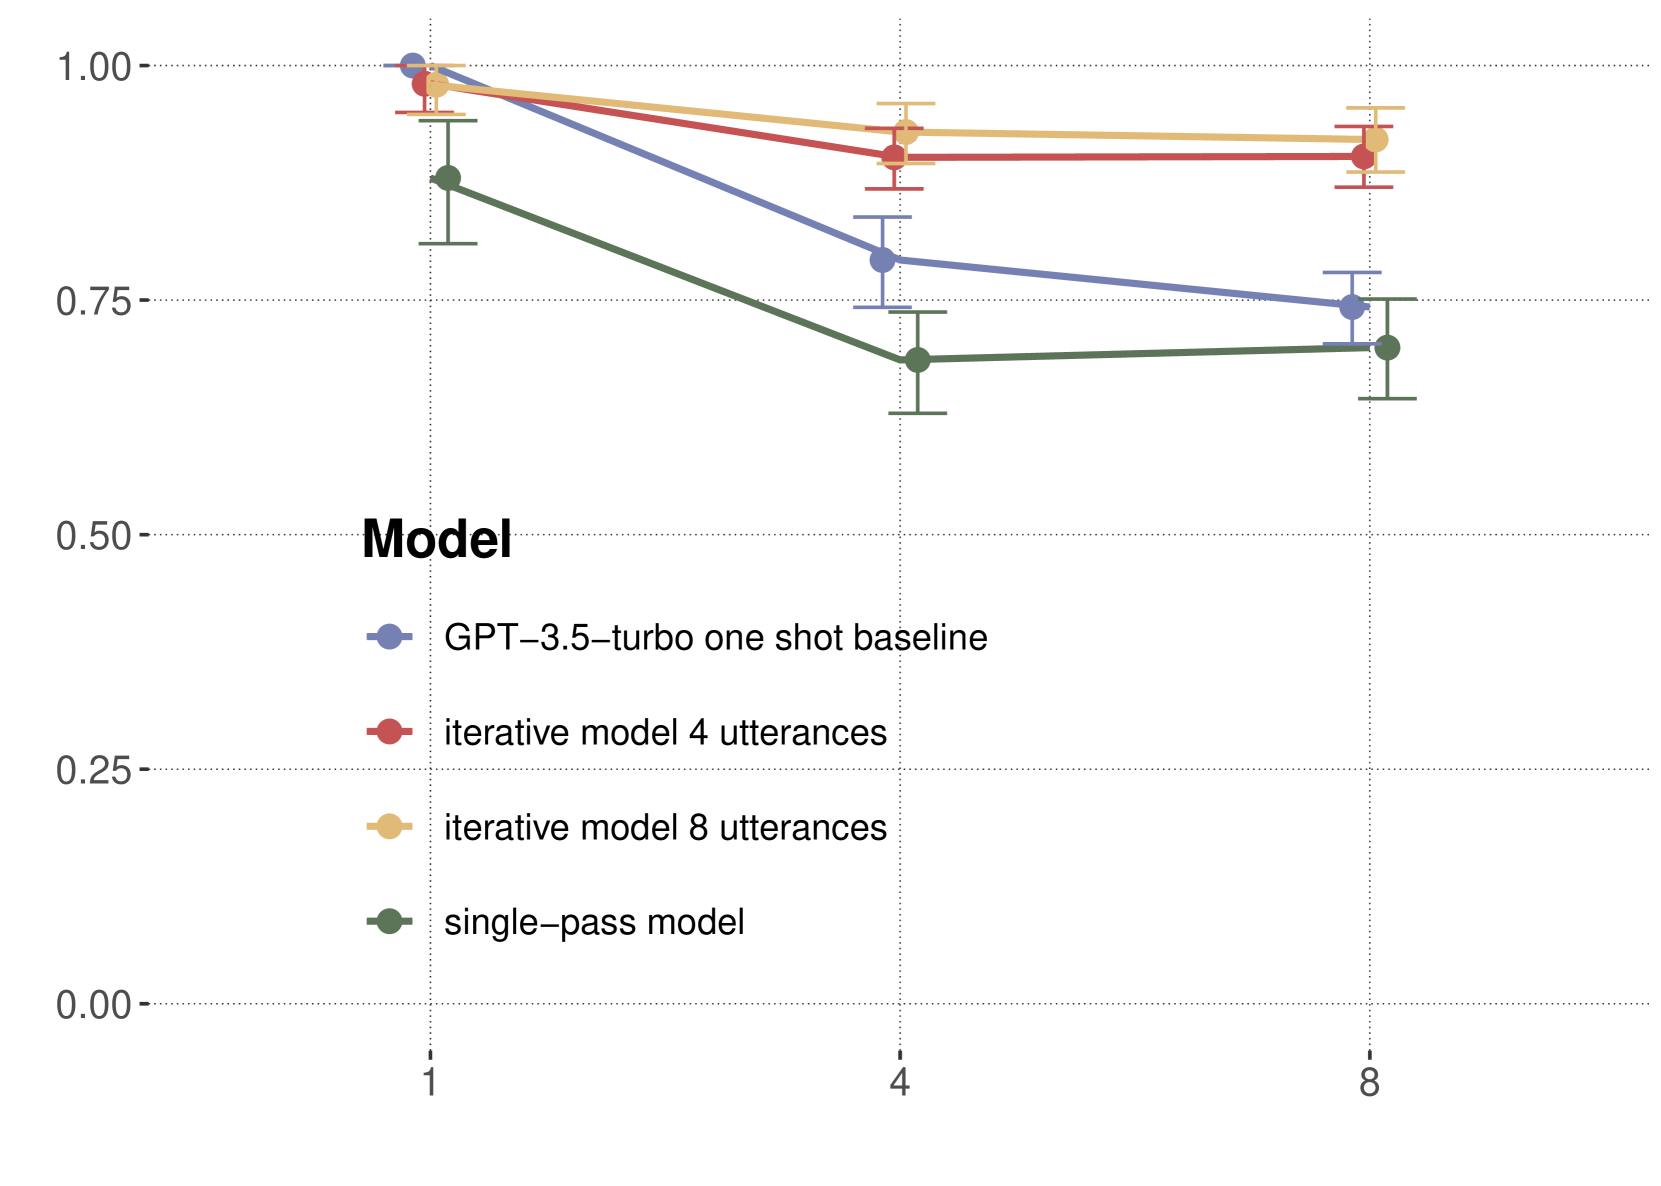 1.00
0.75
0.50
0.25
0.00
Model
GPT−3.5−turbo one shot baseline
iterative model 4 utterances
iterative model 8 utterances
single−pass model
1 4 8